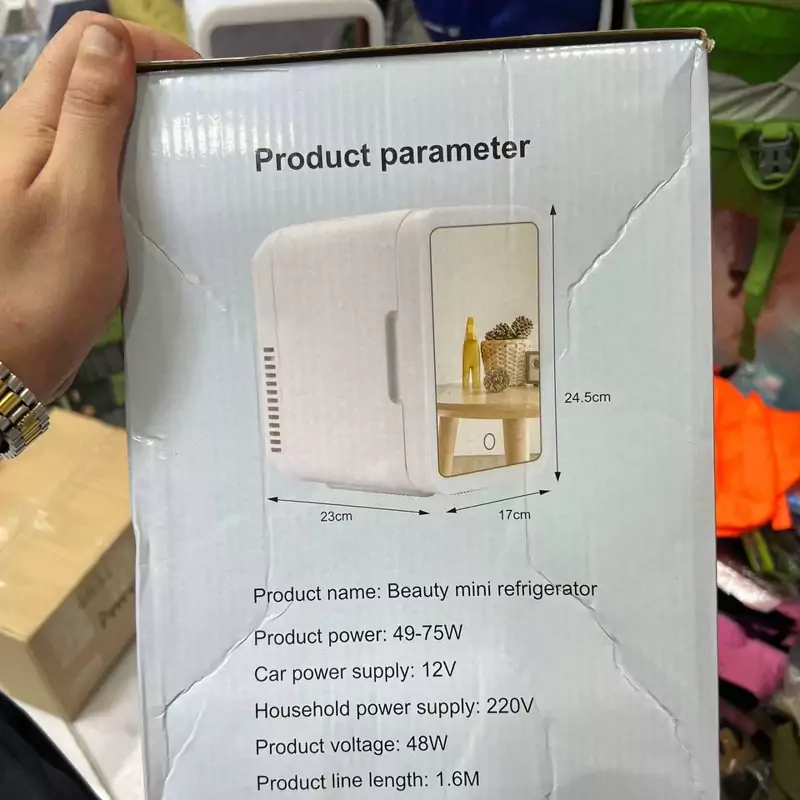 Product parameter
24.5cm
23cm
17cm
Product name: Beauty mini refrigerator
Product power: 49-75W
Car power supply: 12V
Household power supply: 220V
Product voltage: 48W
Product line length: 1.6M